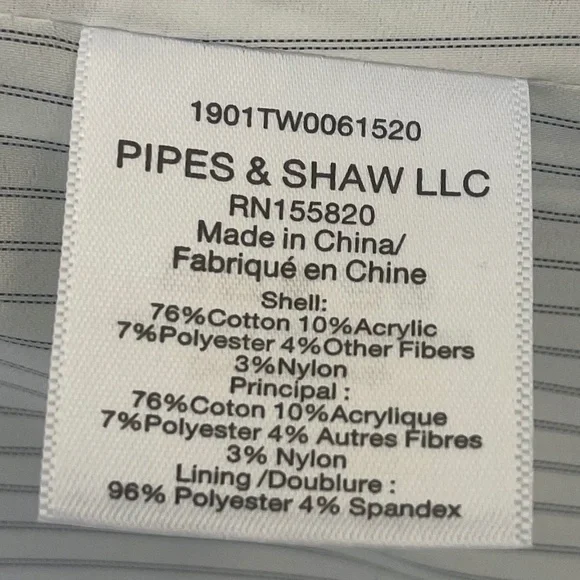 1901TW0061520
PIPES & SHAW LLC
RN155820
Made in China/
Fabriqué en Chine
Shell:
76%Cotton 10%Acrylic
7%Polyester 4%Other Fibers
3%Nylon
Principal :
76%Coton 10%Acrylique
7%Polyester 4% Autres Fibres
3% Nylon
Lining /Doublure :
96% Polyester 4% Spandex